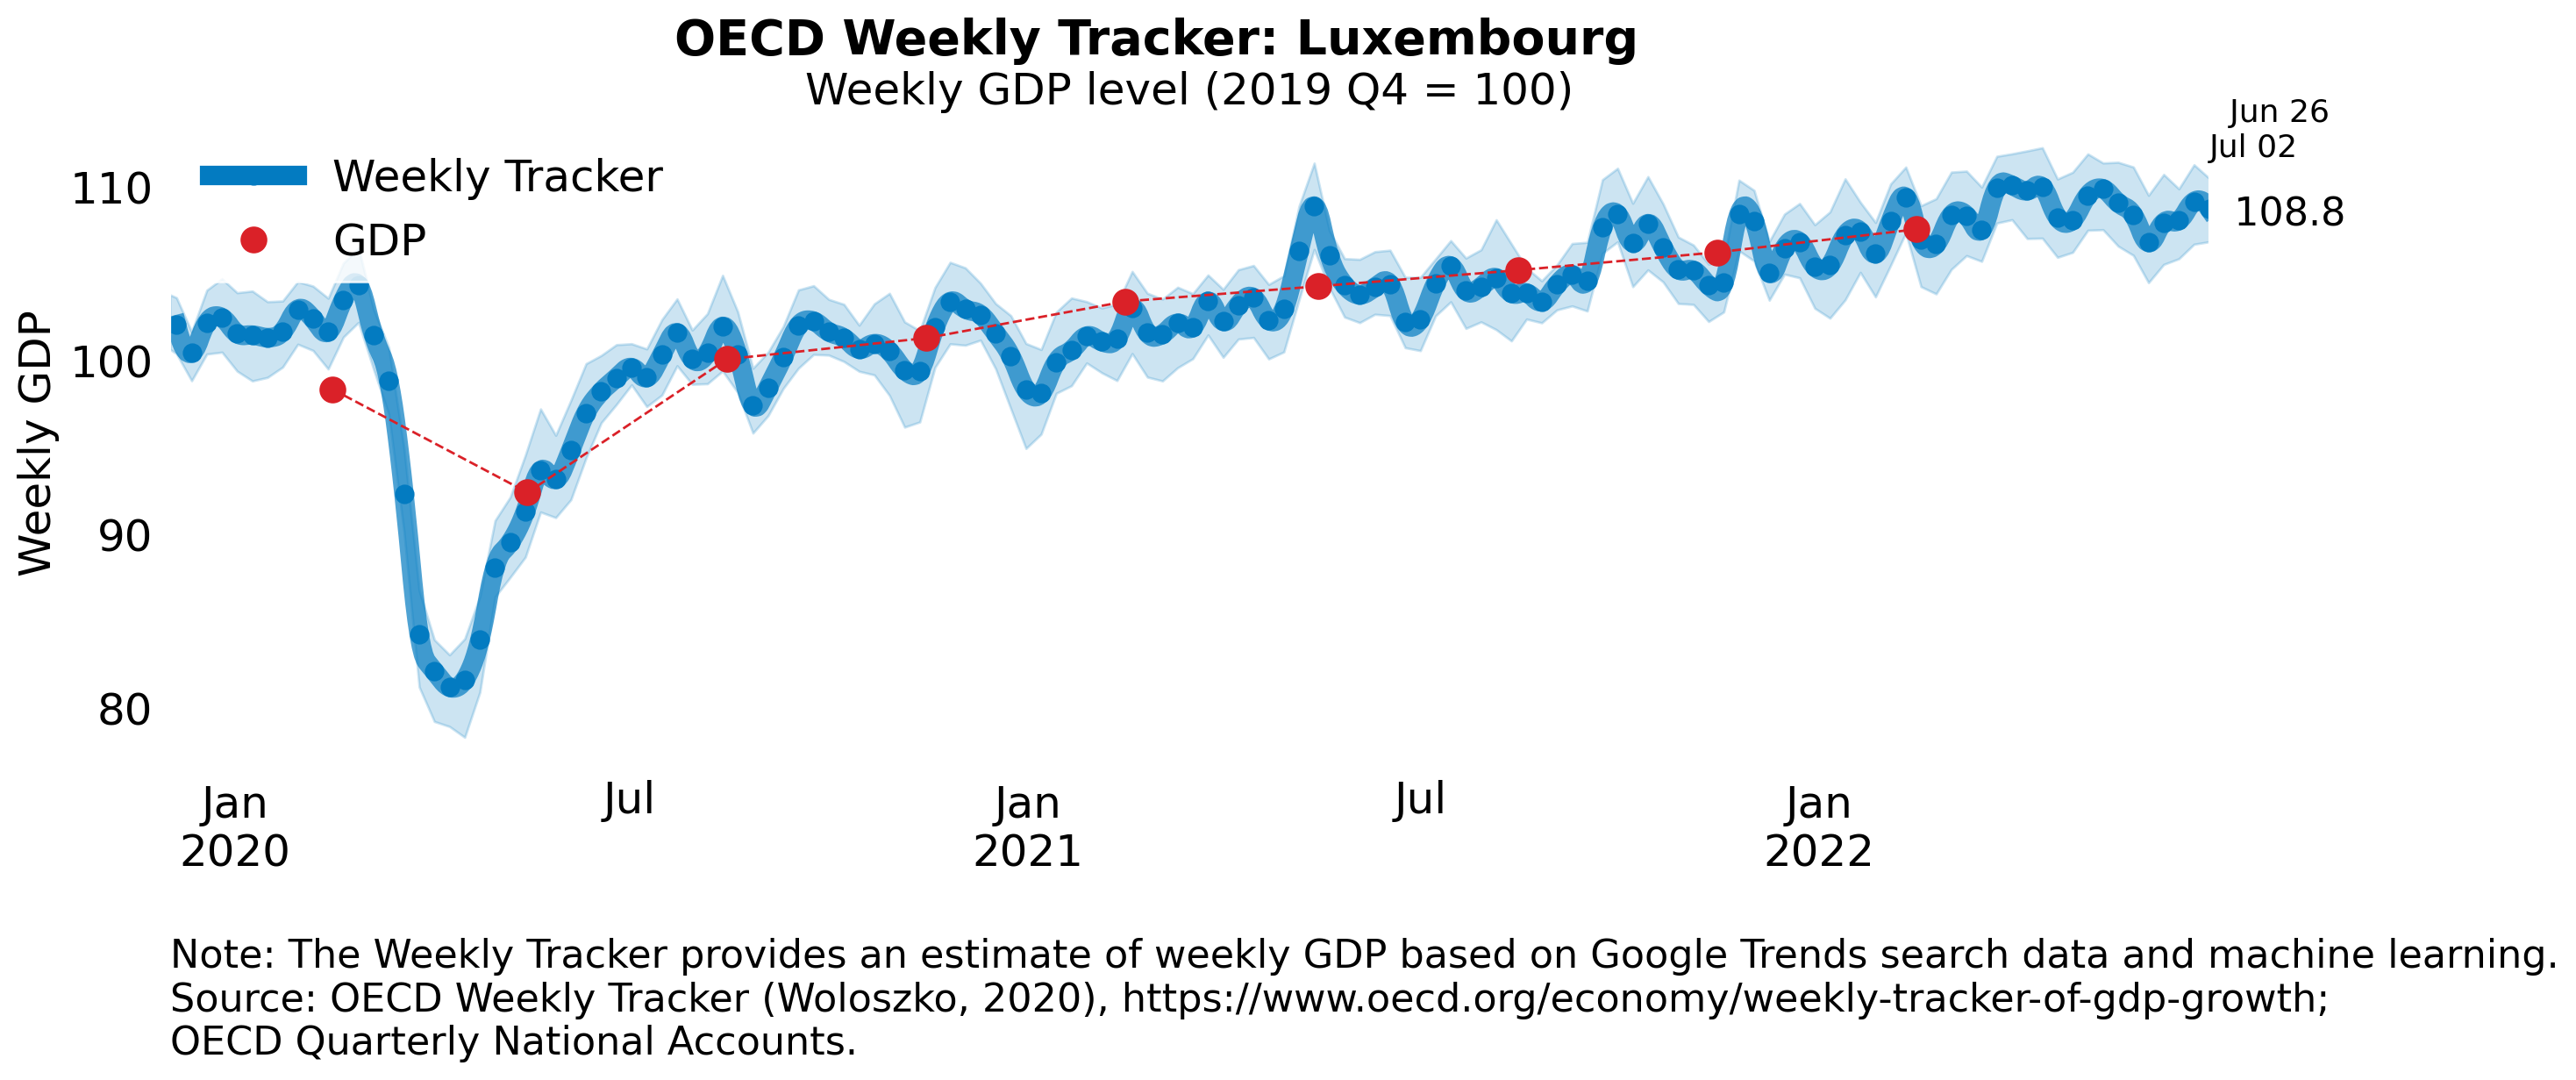 OECD Weekly Tracker: Luxembourg
Weekly GDP level (2019 Q4 = 100)
Jun 26
Jul 02
108.8
Weekly Tracker
GDP
Weekly GDP
110
100
90
80
Jan
2020
Jul
Jan
2021
Jul
Jan
2022
Note: The Weekly Tracker provides an estimate of weekly GDP based on Google Trends search data and machine learning.
Source: OECD Weekly Tracker (Woloszko, 2020), https://www.oecd.org/economy/weekly-tracker-of-gdp-growth;
OECD Quarterly National Accounts.